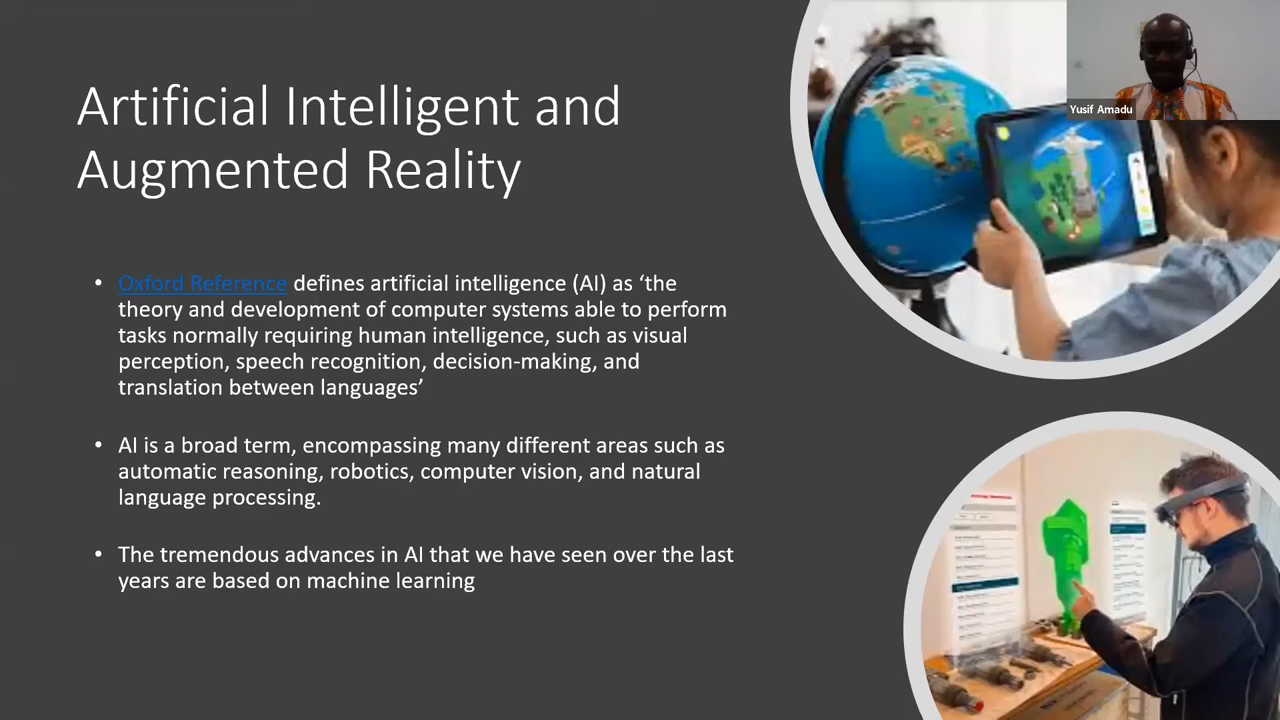 Artificial Intelligent and
Augmented Reality
Yusif Amadu
• Oxford Reference defines artificial intelligence (AI) as ‘the
theory and development of computer systems able to perform
tasks normally requiring human intelligence, such as visual
perception, speech recognition, decision-making, and
translation between languages’
• AI is a broad term, encompassing many different areas such as
automatic reasoning, robotics, computer vision, and natural
language processing.
• The tremendous advances in AI that we have seen over the last
years are based on machine learning